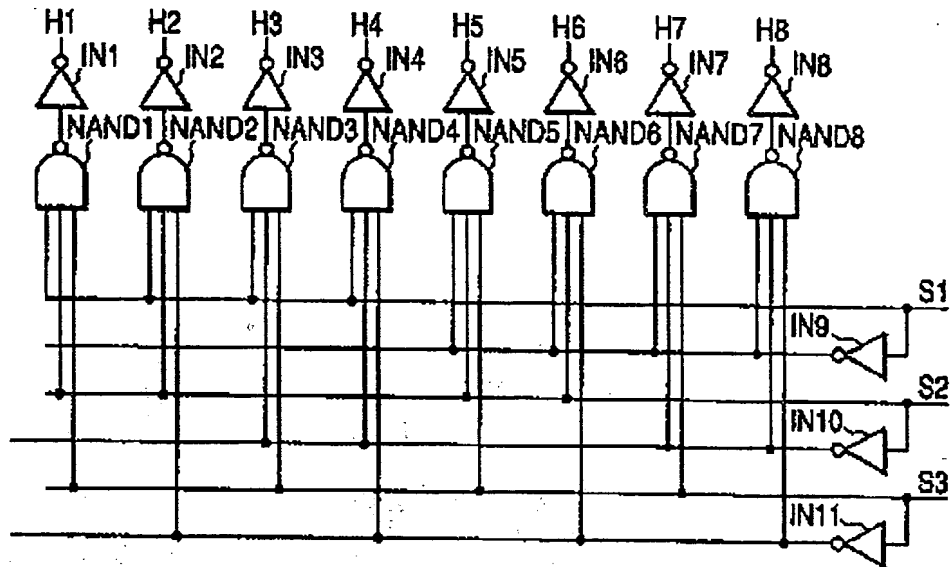 H1 H2 H3 H4 H5 H6 H7 H8
IN1 IN2 IN3 IN4 IN5 IN6 IN7 IN8
NAND1 NAND2 NAND3 NAND4 NAND5 NAND6 NAND7 NAND8
S1
IN9
S2
IN10
S3
IN11